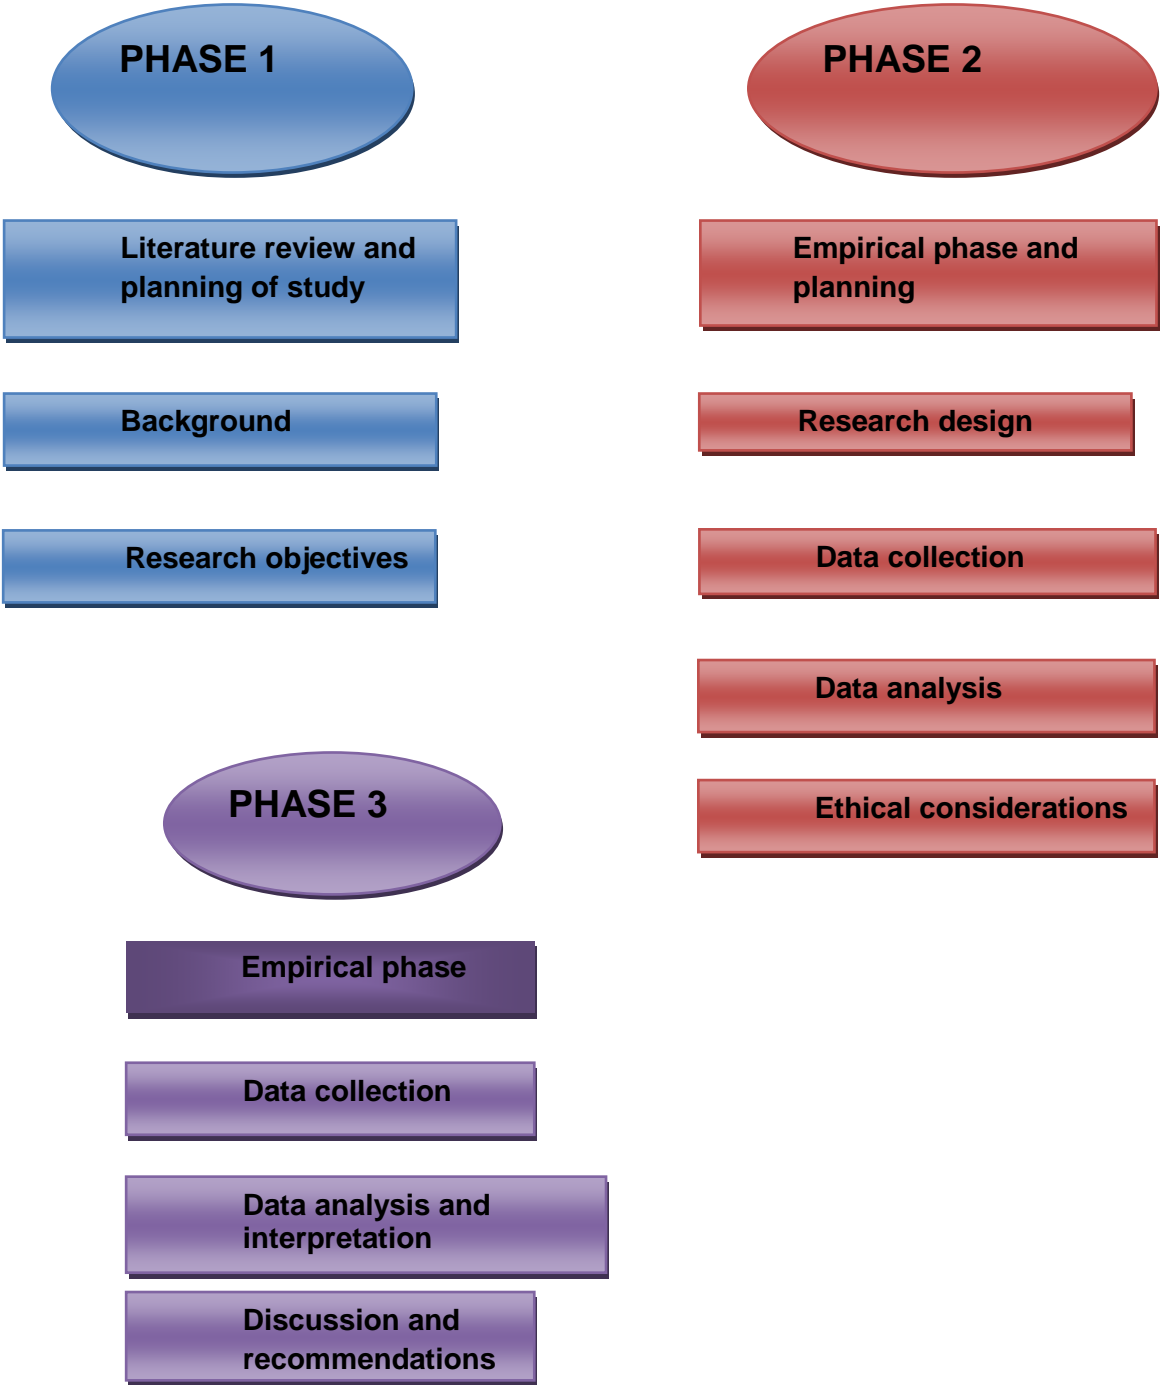 PHASE 1
Literature review and
planning of study
Background
Research objectives
PHASE 2
Empirical phase and
planning
Research design
Data collection
Data analysis
Ethical considerations
PHASE 3
Empirical phase
Data collection
Data analysis and
interpretation
Discussion and
recommendations